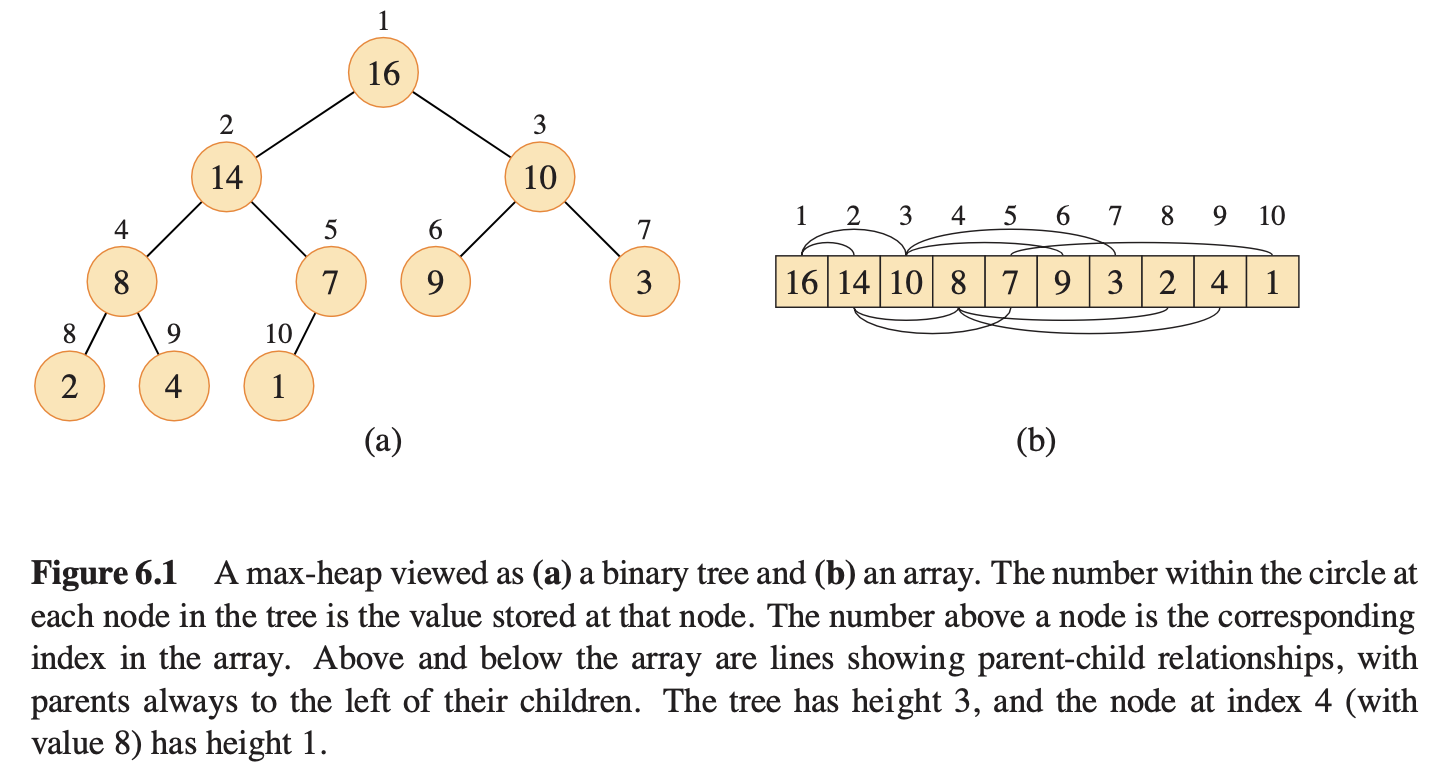 1
16
2 3
14 10
4 5 6 7
8 7 9 3
8 9 10
2 4 1
(a)
1 2 3 4 5 6 7 8 9 10
16 14 10 8 7 9 3 2 4 1
(b)
Figure 6.1 A max-heap viewed as (a) a binary tree and (b) an array. The number within the circle at
each node in the tree is the value stored at that node. The number above a node is the corresponding
index in the array. Above and below the array are lines showing parent-child relationships, with
parents always to the left of their children. The tree has height 3, and the node at index 4 (with
value 8) has height 1.